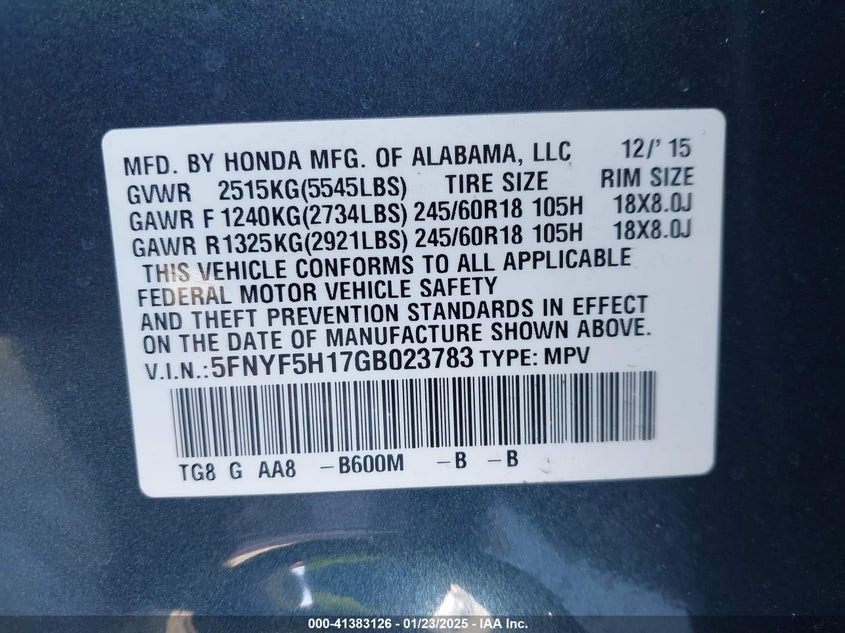 MFD. BY HONDA MFG. OF ALABAMA, LLC 12/' 15
GVWR 2515KG(5545LBS) TIRE SIZE RIM SIZE
GAWR F 1240KG(2734LBS) 245/60R18 105H 18X8.0J
GAWR R1325KG(2921LBS) 245/60R18 105H 18X8.0J
THIS VEHICLE CONFORMS TO ALL APPLICABLE
FEDERAL MOTOR VEHICLE SAFETY
AND THEFT PREVENTION STANDARDS IN EFFECT
ON THE DATE OF MANUFACTURE SHOWN ABOVE.
V.I.N.: 5FNYF5H17GB023783 TYPE: MPV
TG8 G AA8 -B600M -B -B
000-41383126 - 01/23/2025 - IAA Inc.